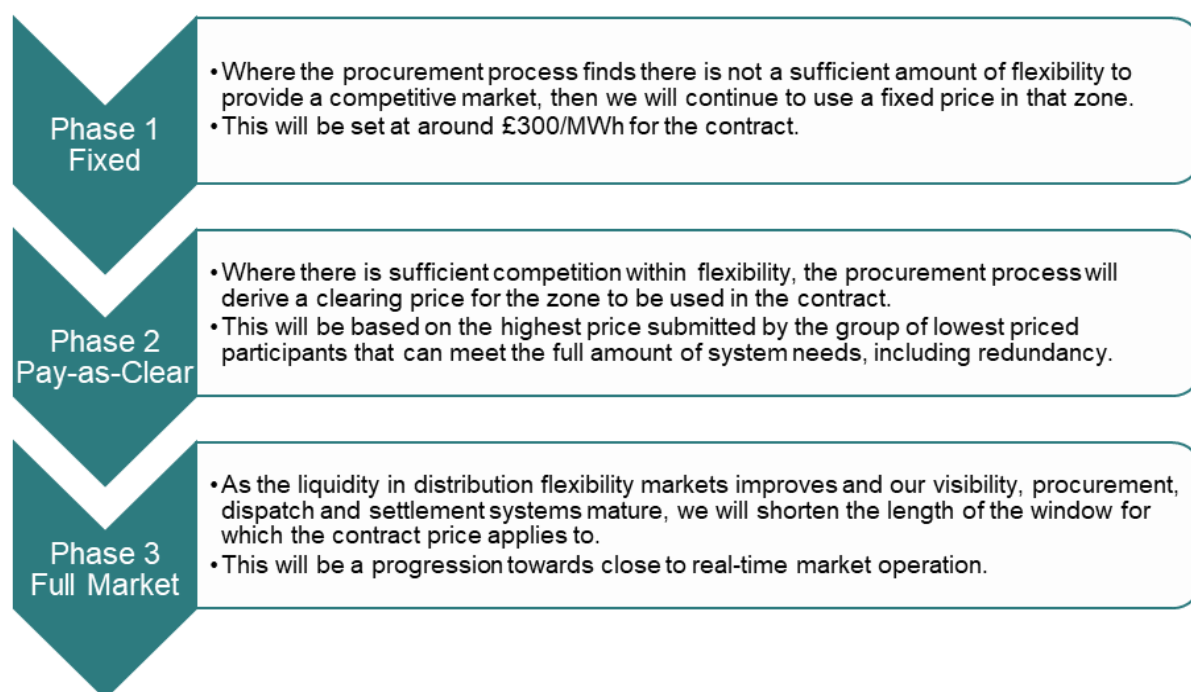 Phase 1
Fixed
•Where the procurement process finds there is not a sufficient amount of flexibility to
provide a competitive market, then we will continue to use a fixed price in that zone.
•This will be set at around £300/MWh for the contract.
Phase 2
Pay-as-Clear
•Where there is sufficient competition within flexibility, the procurement process will
derive a clearing price for the zone to be used in the contract.
•This will be based on the highest price submitted by the group of lowest priced
participants that can meet the full amount of system needs, including redundancy.
Phase 3
Full Market
•As the liquidity in distribution flexibility markets improves and our visibility, procurement,
dispatch and settlement systems mature, we will shorten the length of the window for
which the contract price applies to.
•This will be a progression towards close to real-time market operation.